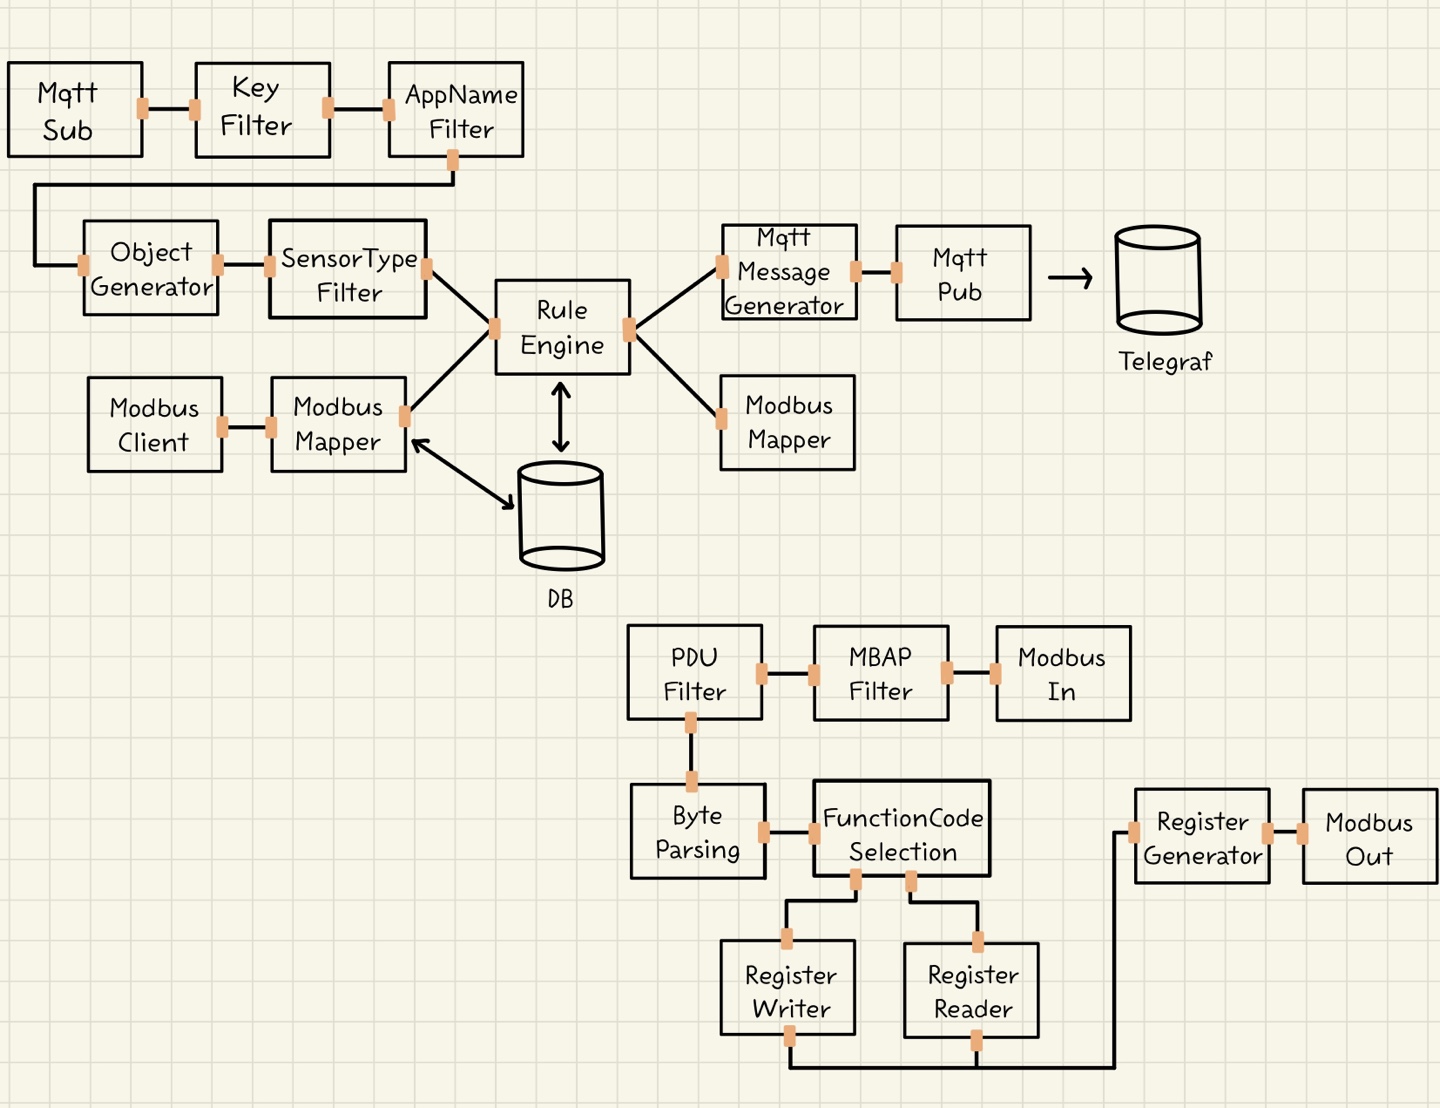 Mqtt
Sub
Key
Filter
AppName
Filter
Object
Generator
SensorType
Filter
Rule
Engine
Mqtt
Message
Generator
Mqtt
Pub
Telegraf
Modbus
Client
Modbus
Mapper
Modbus
Mapper
DB
PDU
Filter
MBAP
Filter
Modbus
In
Byte
Parsing
FunctionCode
Selection
Register
Generator
Modbus
Out
Register
Writer
Register
Reader